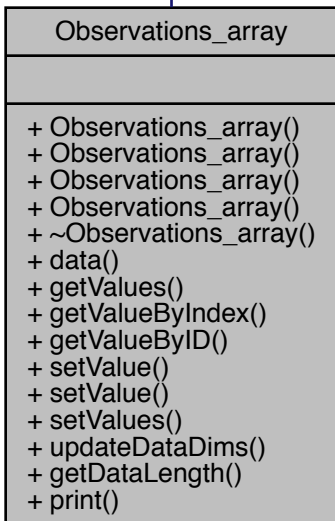 Observations_array
+ Observations_array()
+ Observations_array()
+ Observations_array()
+ Observations_array()
+ ~Observations_array()
+ data()
+ getValues()
+ getValueByIndex()
+ getValueByID()
+ setValue()
+ setValue()
+ setValues()
+ updateDataDims()
+ getDataLength()
+ print()